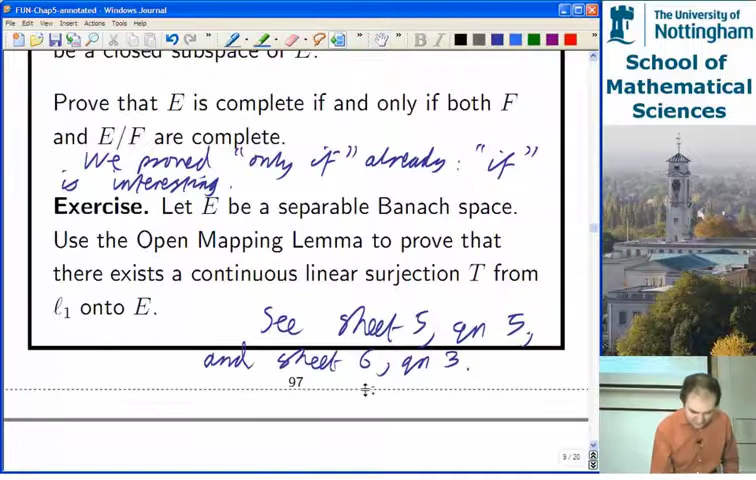 FUN-Chap5-annotated - Windows Journal
File Edit View Insert Actions Tools Help
be a closed subspace of E.
Prove that E is complete if and only if both F
and E/F are complete.
We proved "only if" already: "if"
is interesting.
Exercise. Let E be a separable Banach space.
Use the Open Mapping Lemma to prove that
there exists a continuous linear surjection T from
ℓ₁ onto E.
See sheet 5, qn 5,
and sheet 6, qn 3.
97
9 / 20
The University of
Nottingham
School of
Mathematical
Sciences